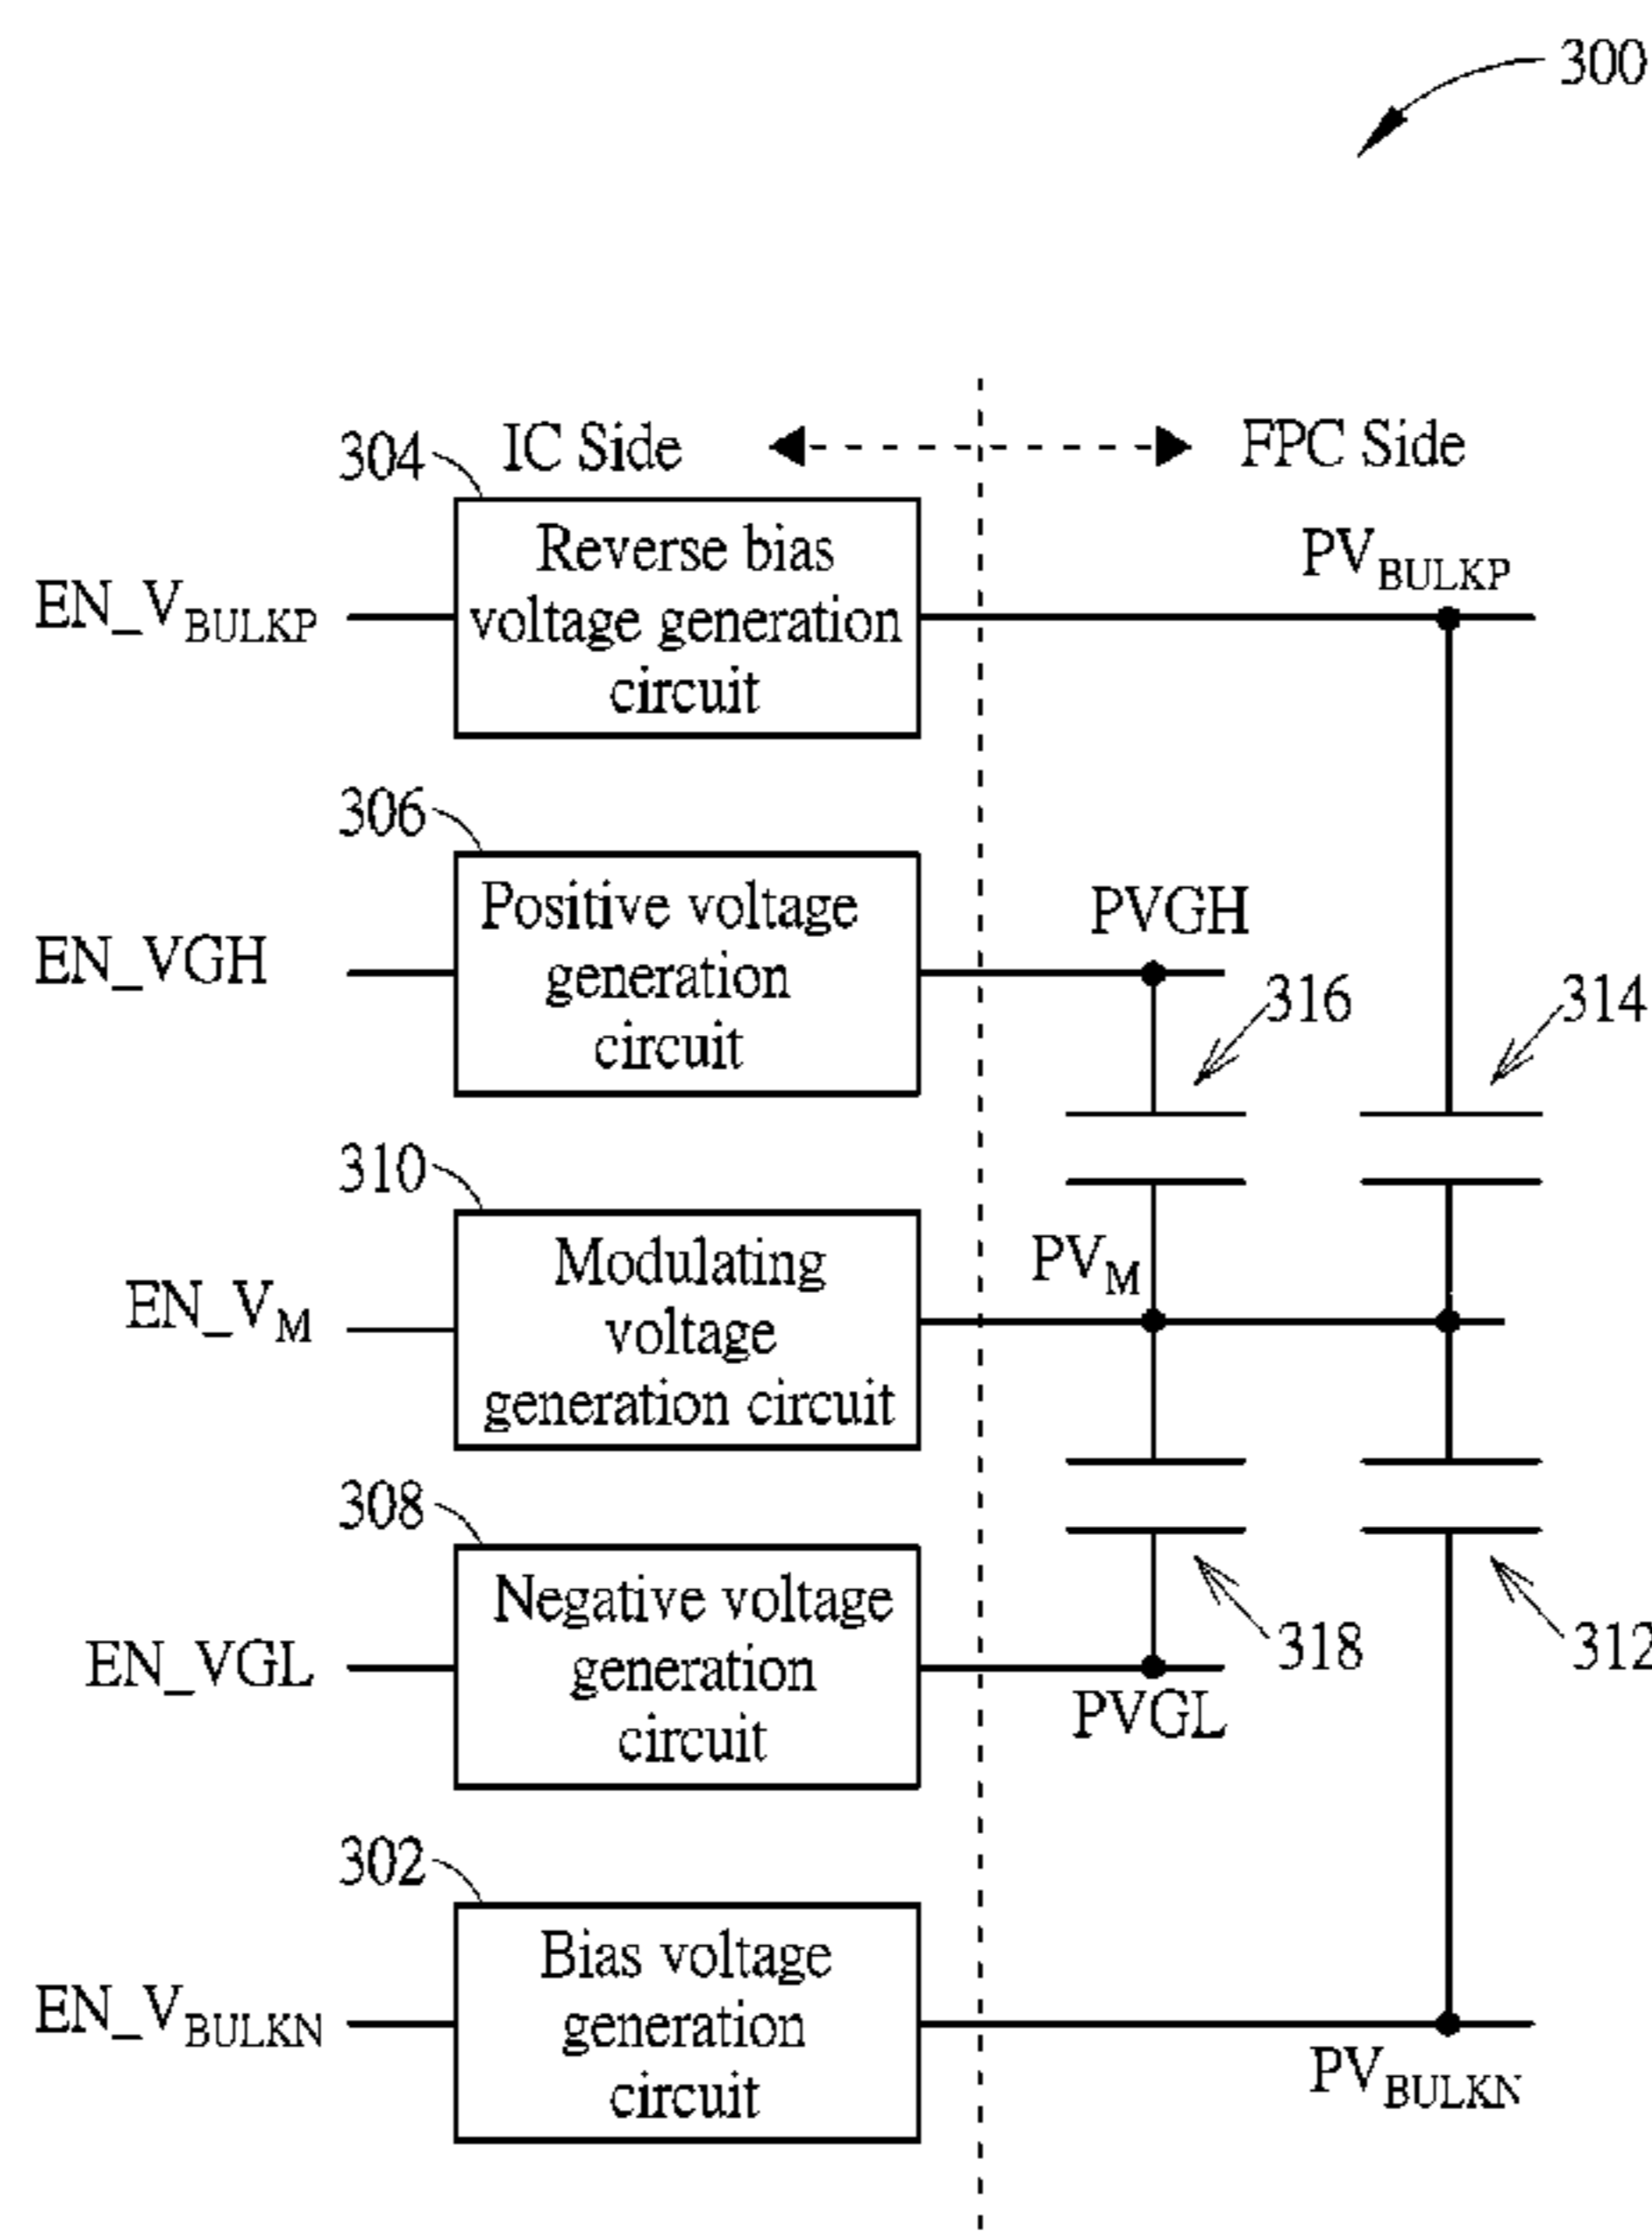 300
IC Side
FPC Side
304
Reverse bias
voltage generation
circuit
EN_V_BULKP
PV_BULKP
306
Positive voltage
generation
circuit
EN_VGH
PVGH
316
314
310
Modulating
voltage
generation circuit
EN_V_M
PV_M
308
Negative voltage
generation
circuit
EN_VGL
PVGL
318
312
302
Bias voltage
generation
circuit
EN_V_BULKN
PV_BULKN